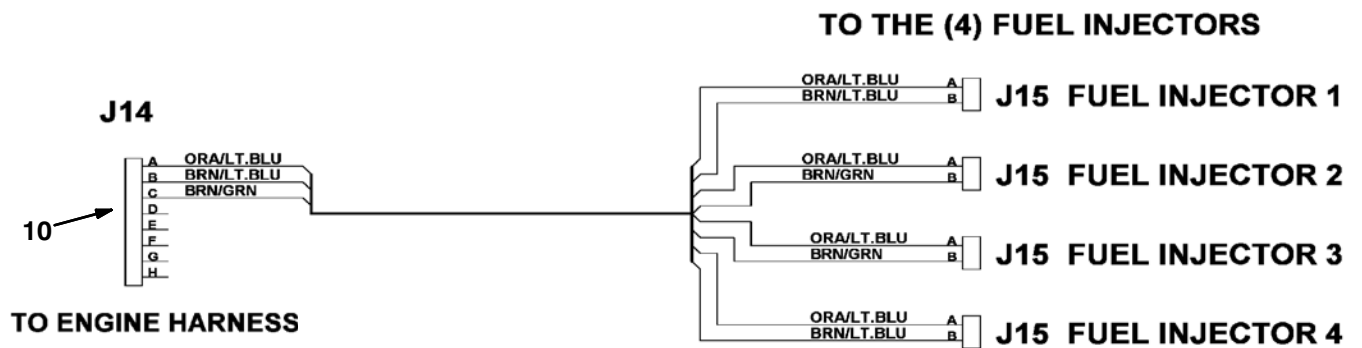 TO THE (4) FUEL INJECTORS
ORA/LT.BLU A
BRN/LT.BLU B
J15 FUEL INJECTOR 1
J14
A ORA/LT.BLU
B BRN/LT.BLU
C BRN/GRN
D
E
F
G
H
10
TO ENGINE HARNESS
ORA/LT.BLU A
BRN/GRN B
J15 FUEL INJECTOR 2
ORA/LT.BLU A
BRN/GRN B
J15 FUEL INJECTOR 3
ORA/LT.BLU A
BRN/LT.BLU B
J15 FUEL INJECTOR 4